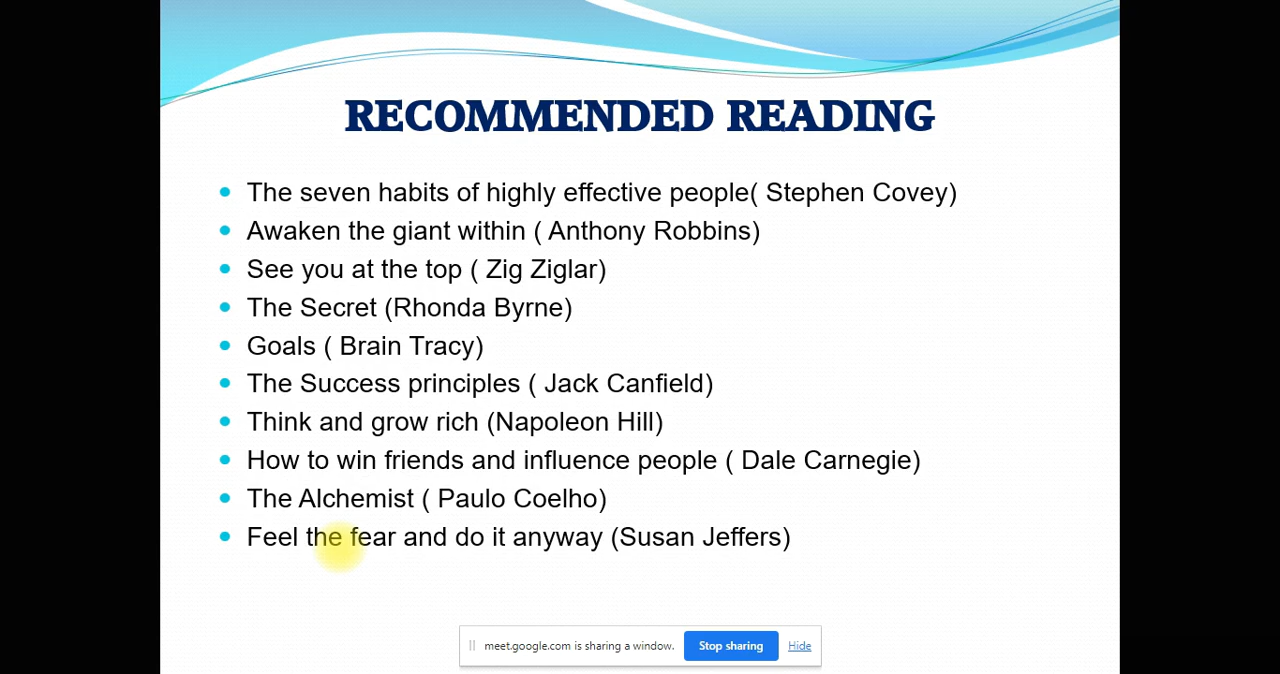 RECOMMENDED READING
The seven habits of highly effective people( Stephen Covey)
Awaken the giant within ( Anthony Robbins)
See you at the top ( Zig Ziglar)
The Secret (Rhonda Byrne)
Goals ( Brain Tracy)
The Success principles ( Jack Canfield)
Think and grow rich (Napoleon Hill)
How to win friends and influence people ( Dale Carnegie)
The Alchemist ( Paulo Coelho)
Feel the fear and do it anyway (Susan Jeffers)
meet.google.com is sharing a window. Stop sharing Hide